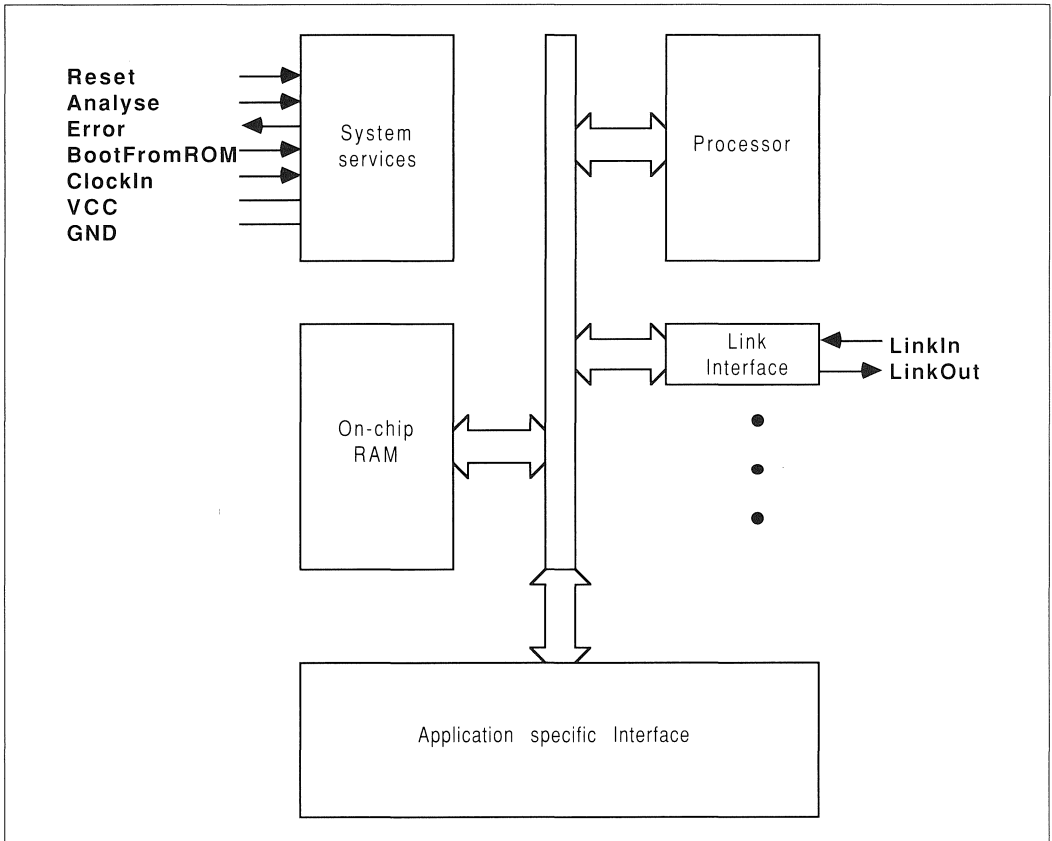 Reset
Analyse
Error
BootFromROM
ClockIn
VCC
GND
System
services
Processor
Link
Interface
LinkIn
LinkOut
On-chip
RAM
Application specific Interface